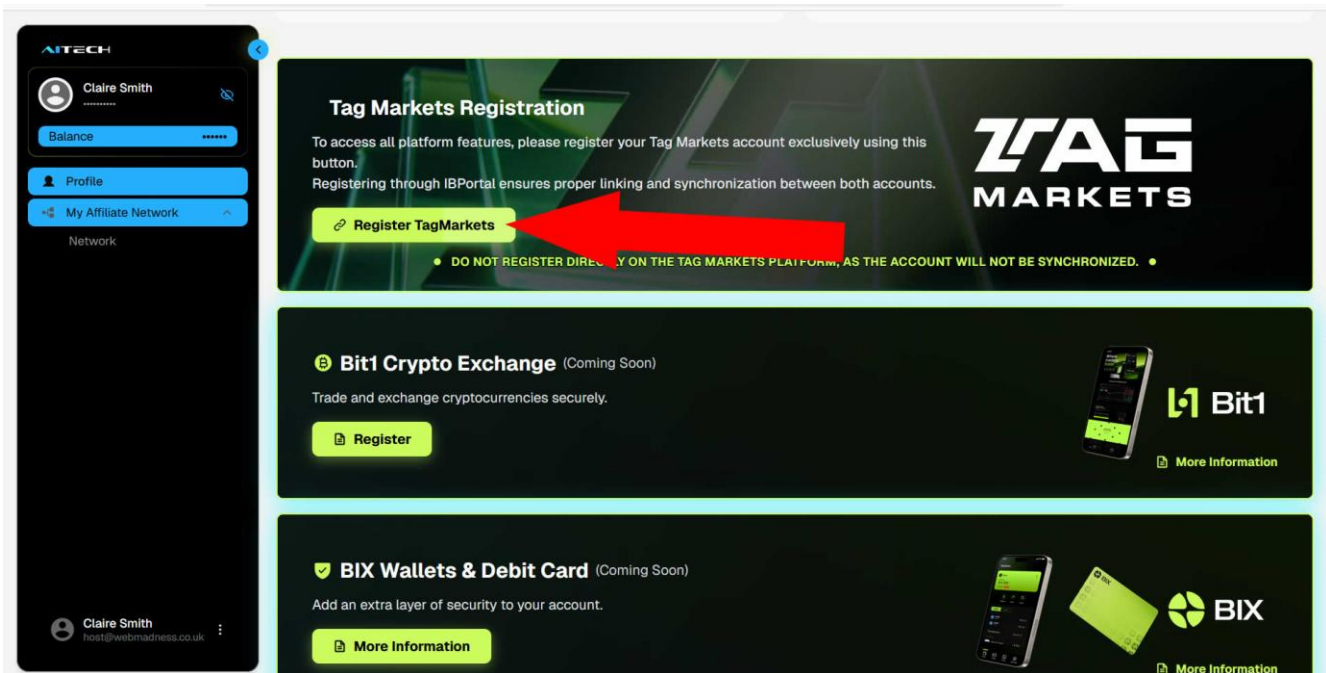 AITECH
Claire Smith
••••••••••
Balance ••••••
Profile
My Affiliate Network
Network
Claire Smith
host@webmadness.co.uk
Tag Markets Registration
To access all platform features, please register your Tag Markets account exclusively using this
button.
Registering through IBPortal ensures proper linking and synchronization between both accounts.
Register TagMarkets
• DO NOT REGISTER DIRECTLY ON THE TAG MARKETS PLATFORM, AS THE ACCOUNT WILL NOT BE SYNCHRONIZED. •
TAG
MARKETS
Bit1 Crypto Exchange (Coming Soon)
Trade and exchange cryptocurrencies securely.
Register
Bit1
More Information
BIX Wallets & Debit Card (Coming Soon)
Add an extra layer of security to your account.
More Information
BIX
BIX
More Information